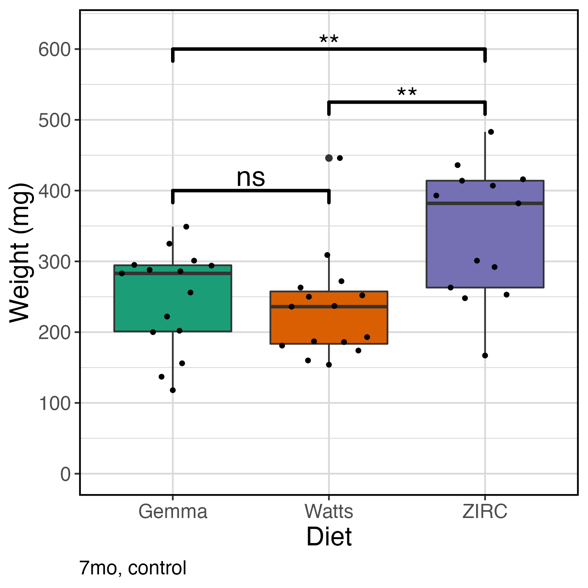 **
600
**
500
400
ns
300
200
100
0
Weight (mg)
Gemma Watts ZIRC
Diet
7mo, control